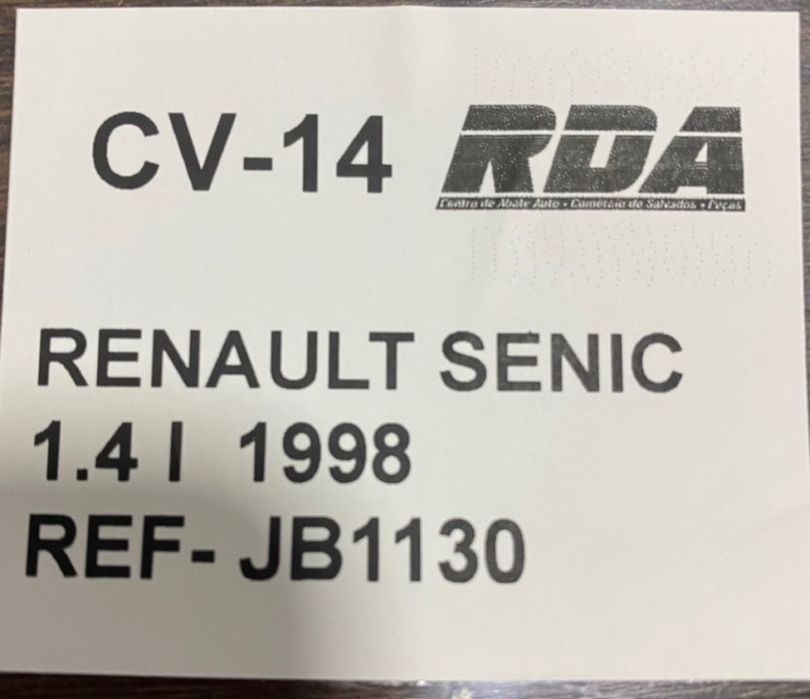 CV-14 RDA
Centro de Abate Auto • Comércio de Salvados • Peças
RENAULT SENIC
1.4 I 1998
REF- JB1130